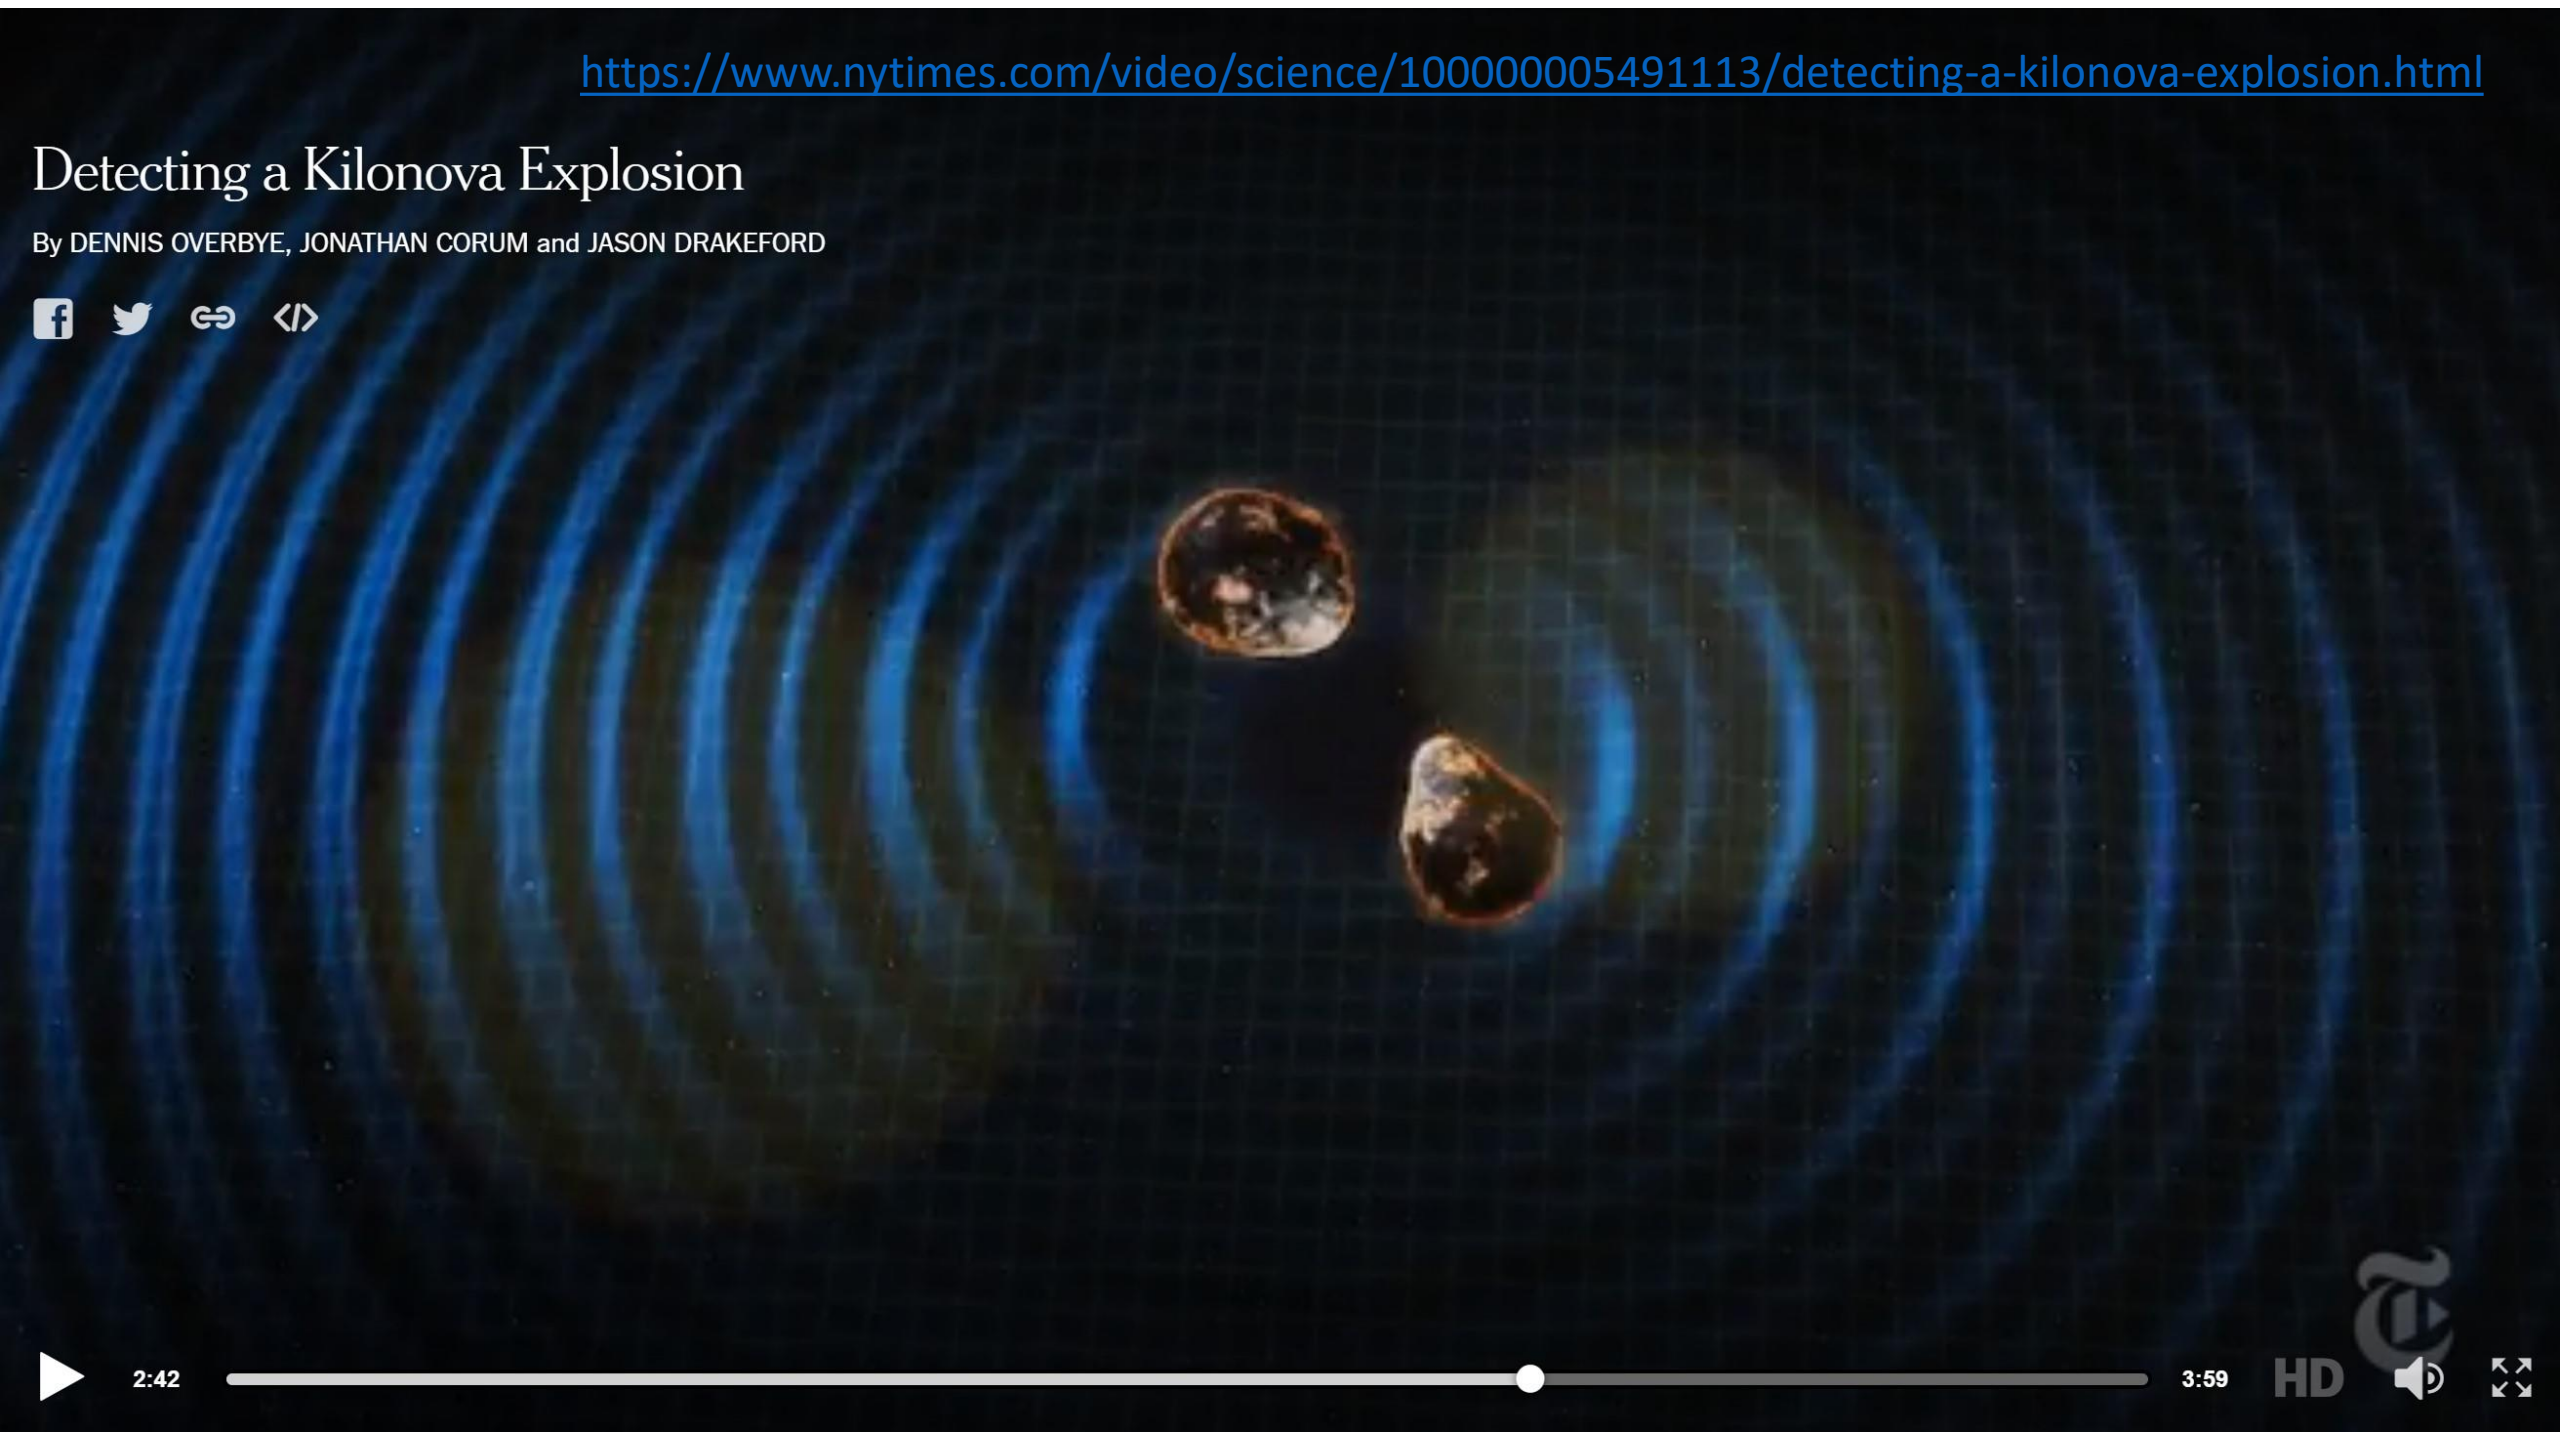 https://www.nytimes.com/video/science/100000005491113/detecting-a-kilonova-explosion.html
Detecting a Kilonova Explosion
By DENNIS OVERBYE, JONATHAN CORUM and JASON DRAKEFORD
2:42
3:59
HD